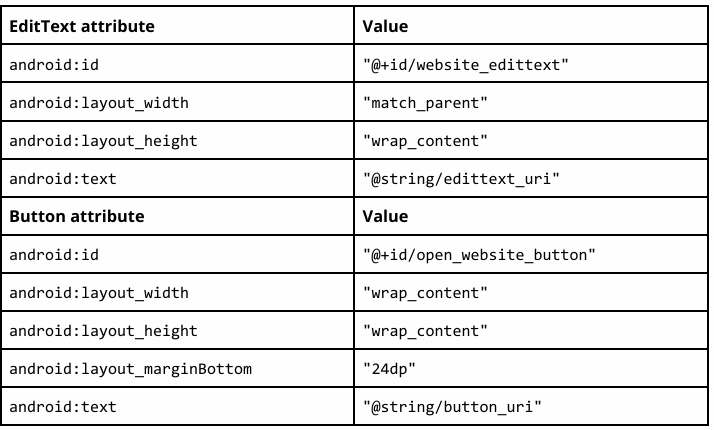 EditText attribute Value
android:id "@+id/website_edittext"
android:layout_width "match_parent"
android:layout_height "wrap_content"
android:text "@string/edittext_uri"
Button attribute Value
android:id "@+id/open_website_button"
android:layout_width "wrap_content"
android:layout_height "wrap_content"
android:layout_marginBottom "24dp"
android:text "@string/button_uri"